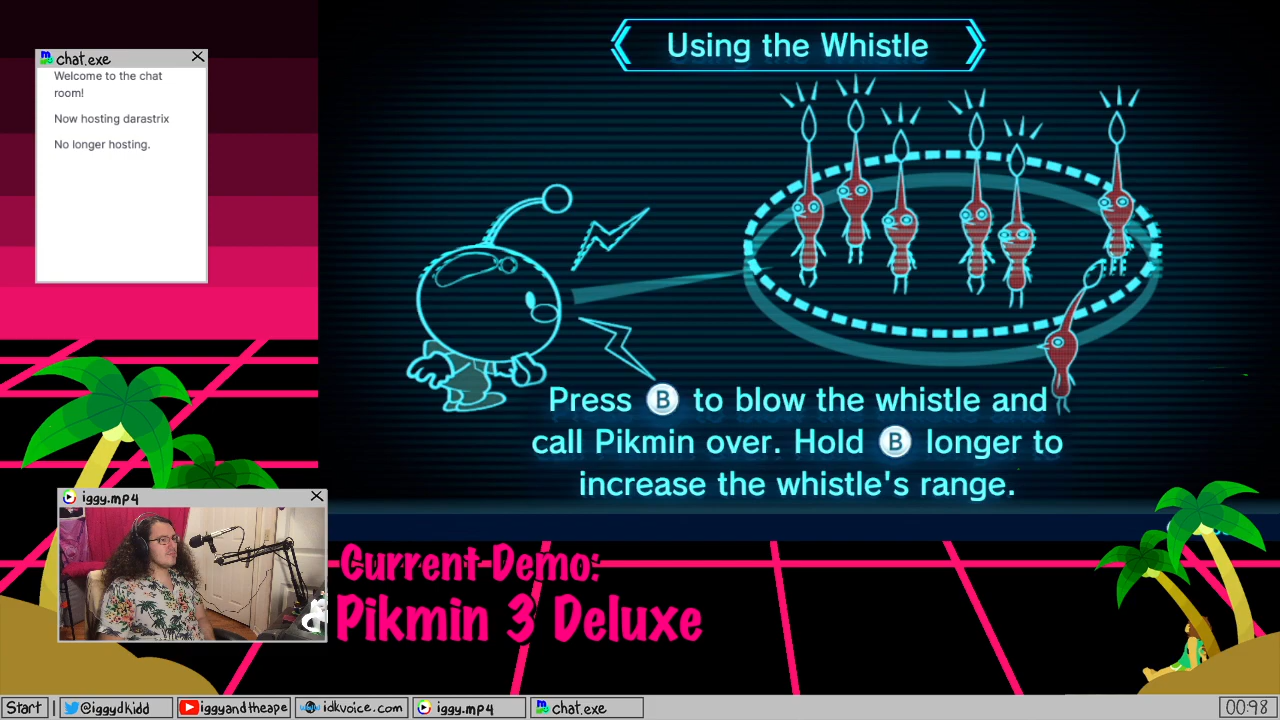 Using the Whistle
chat.exe
Welcome to the chat
room!
Now hosting darastrix
No longer hosting.
Press B to blow the whistle and
call Pikmin over. Hold B longer to
increase the whistle's range.
iggy.mp4
Current Demo:
Pikmin 3 Deluxe
Start
@iggydkidd
iggyandtheape
idkvoice.com
iggy.mp4
chat.exe
00:98